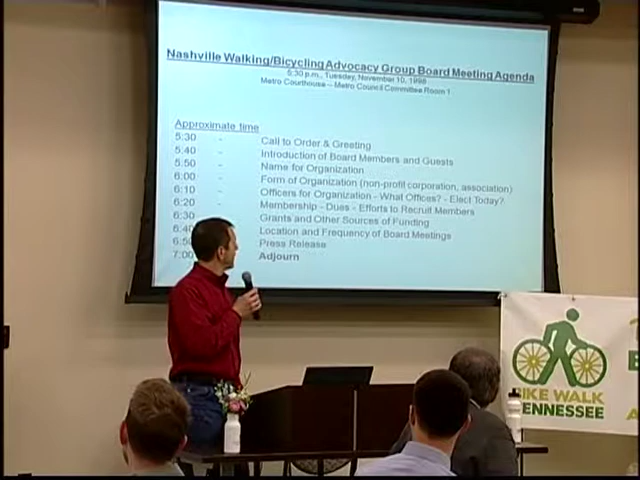 Nashville Walking/Bicycling Advocacy Group Board Meeting Agenda
5:30 p.m., Tuesday, November 10, 1998
Metro Courthouse – Metro Council Committee Room 1
Approximate time
5:30 - Call to Order & Greeting
5:40 - Introduction of Board Members and Guests
5:50 - Name for Organization
6:00 - Form of Organization (non-profit corporation, association)
6:10 - Officers for Organization - What Offices? - Elect Today?
6:20 - Membership - Dues - Efforts to Recruit Members
6:30 Grants and Other Sources of Funding
6:40 Location and Frequency of Board Meetings
Press Release
7:00 Adjourn
BIKE WALK
TENNESSEE